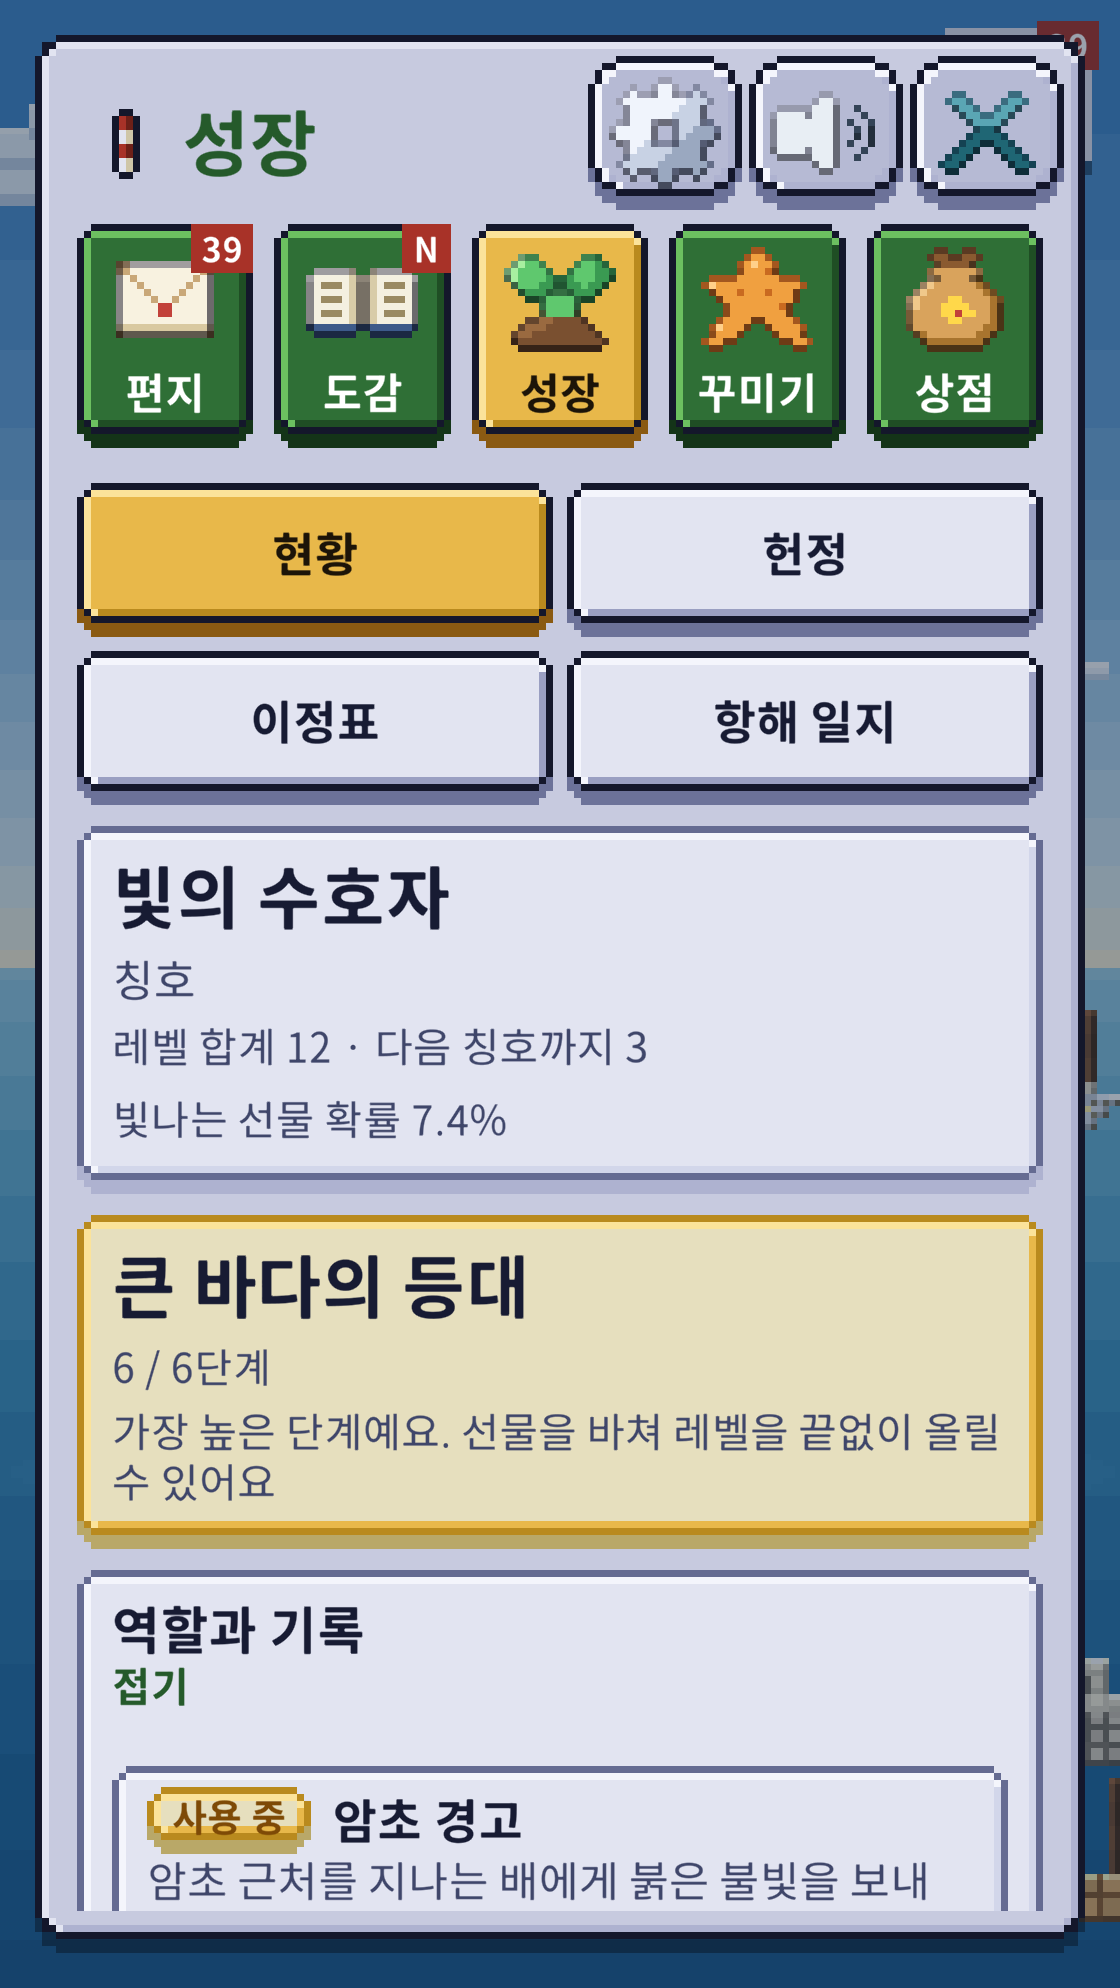 성장
39
N
편지
도감
성장
꾸미기
상점
현황
헌정
이정표
항해 일지
빛의 수호자
칭호
레벨 합계 12 · 다음 칭호까지 3
빛나는 선물 확률 7.4%
큰 바다의 등대
6 / 6단계
가장 높은 단계예요. 선물을 바쳐 레벨을 끝없이 올릴
수 있어요
역할과 기록
접기
사용 중 암초 경고
암초 근처를 지나는 배에게 붉은 불빛을 보내